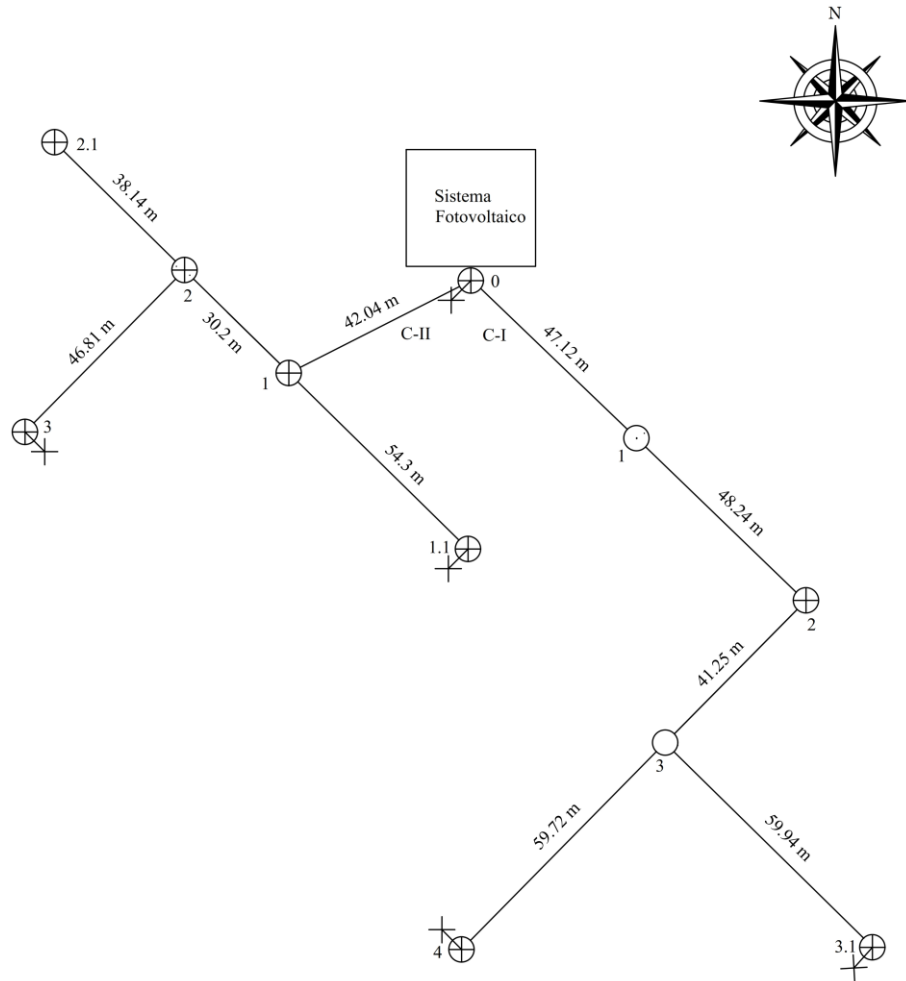 N
2.1
38.14 m
Sistema
Fotovoltaico
2
0
42.04 m
30.2 m
C-II
C-I
47.12 m
46.81 m
1
3
1
54.3 m
48.24 m
1.1
2
41.25 m
3
59.72 m
59.94 m
4
3.1